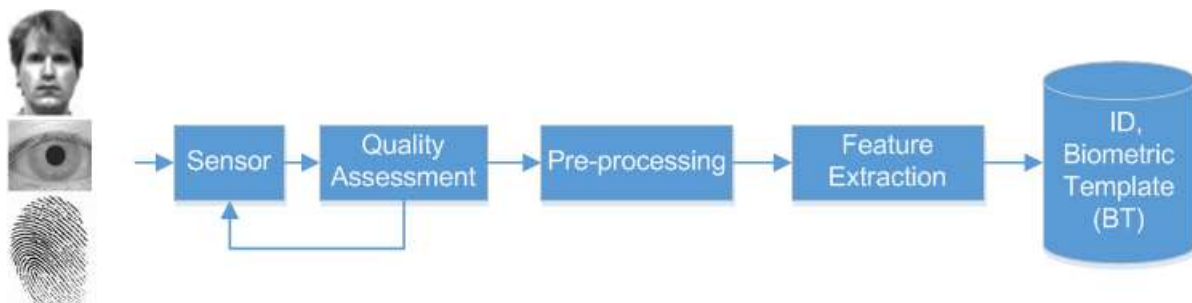 Sensor
Quality
Assessment
Pre-processing
Feature
Extraction
ID,
Biometric
Template
(BT)